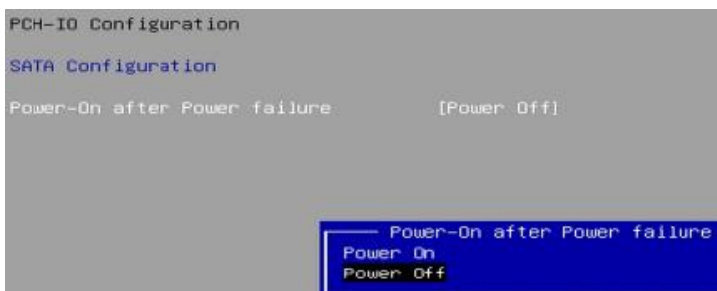 PCH-IO Configuration
SATA Configuration
Power-On after Power failure [Power Off]
Power-On after Power failure
Power On
Power Off